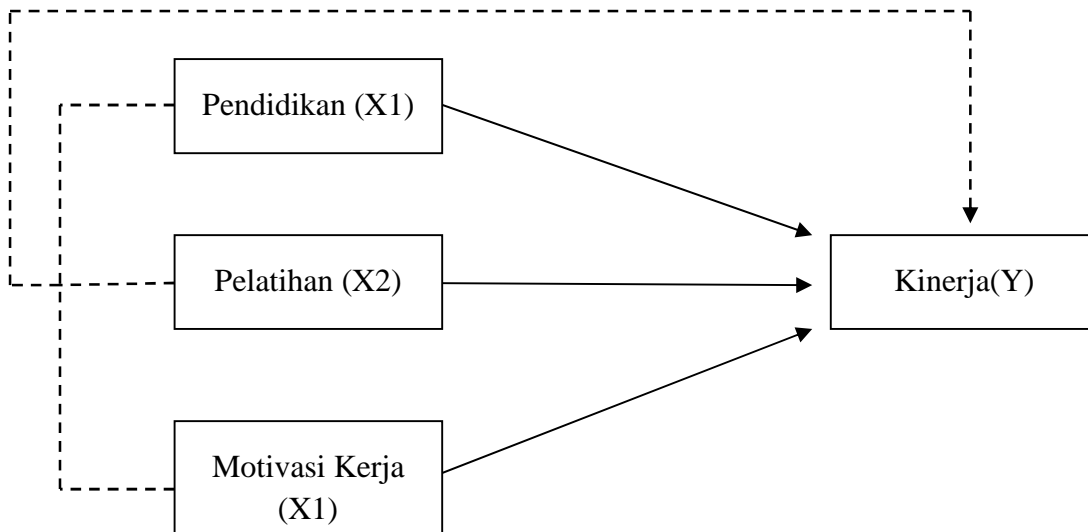 Pendidikan (X1)
Pelatihan (X2)
Kinerja(Y)
Motivasi Kerja
(X1)